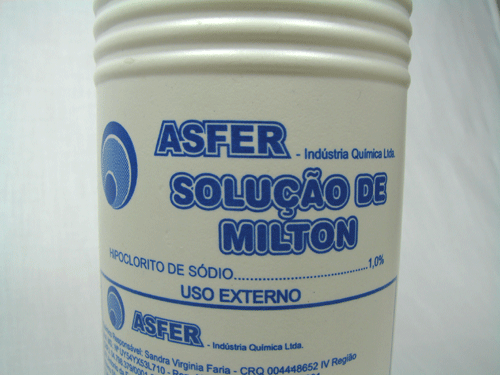 ASFER - Indústria Química Ltda.
SOLUÇÃO DE
MILTON
HIPOCLORITO DE SÓDIO..........................................1,0%
USO EXTERNO
ASFER - Indústria Química Ltda.
Responsável: Sandra Virginia Faria - CRQ 004448652 IV Região